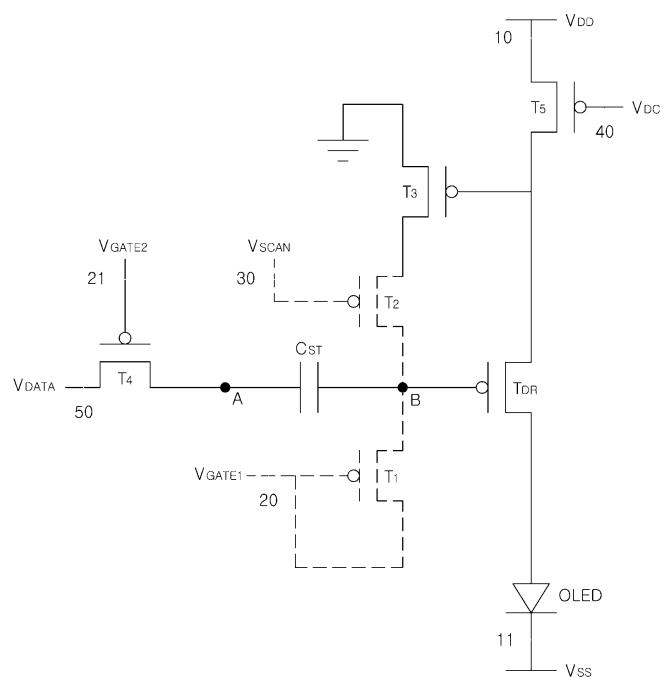 VDD
10
T5
VDC
40
T3
VGATE2
21
VSCAN
30
T2
CST
T4
VDATA
50
A
B
TDR
VGATE1
20
T1
OLED
11
VSS